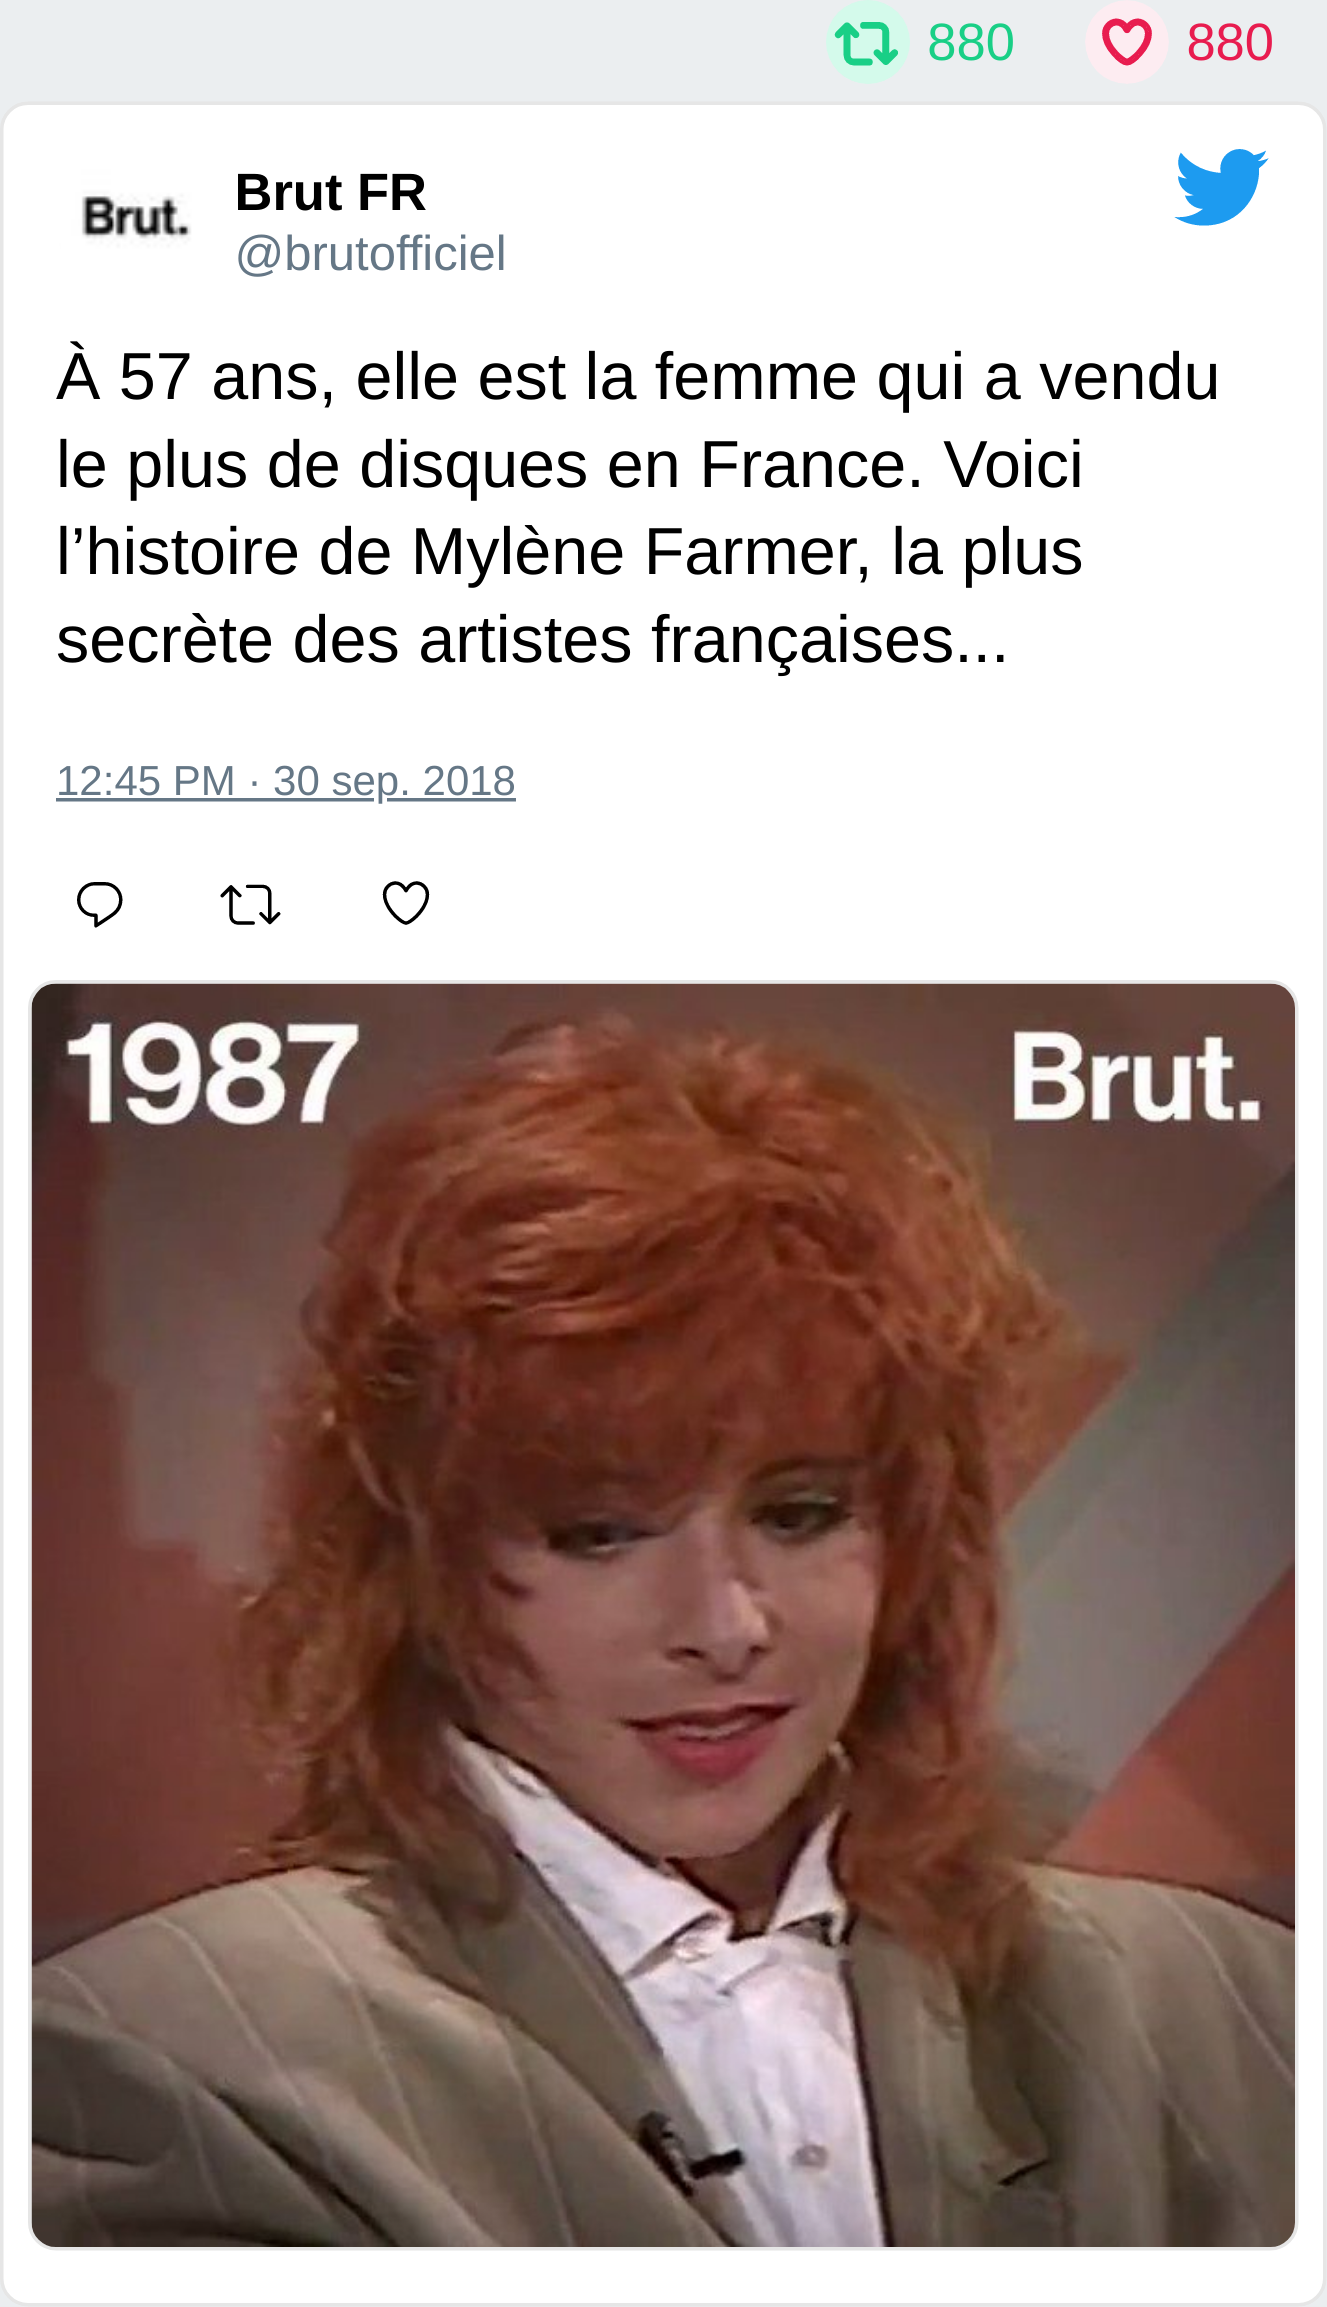 880 880
Brut.
Brut FR
@brutofficiel
À 57 ans, elle est la femme qui a vendu
le plus de disques en France. Voici
l’histoire de Mylène Farmer, la plus
secrète des artistes françaises...
12:45 PM · 30 sep. 2018
1987
Brut.